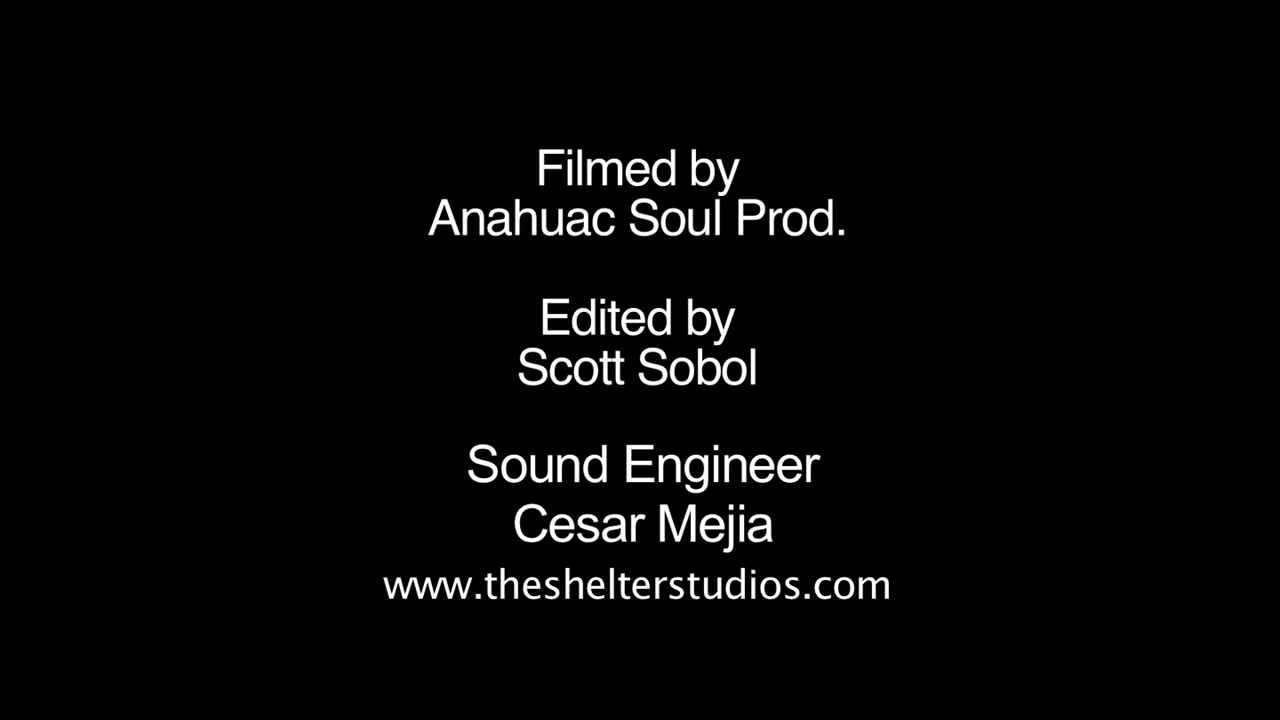 Filmed by
Anahuac Soul Prod.
Edited by
Scott Sobol
Sound Engineer
Cesar Mejia
www.theshelterstudios.com